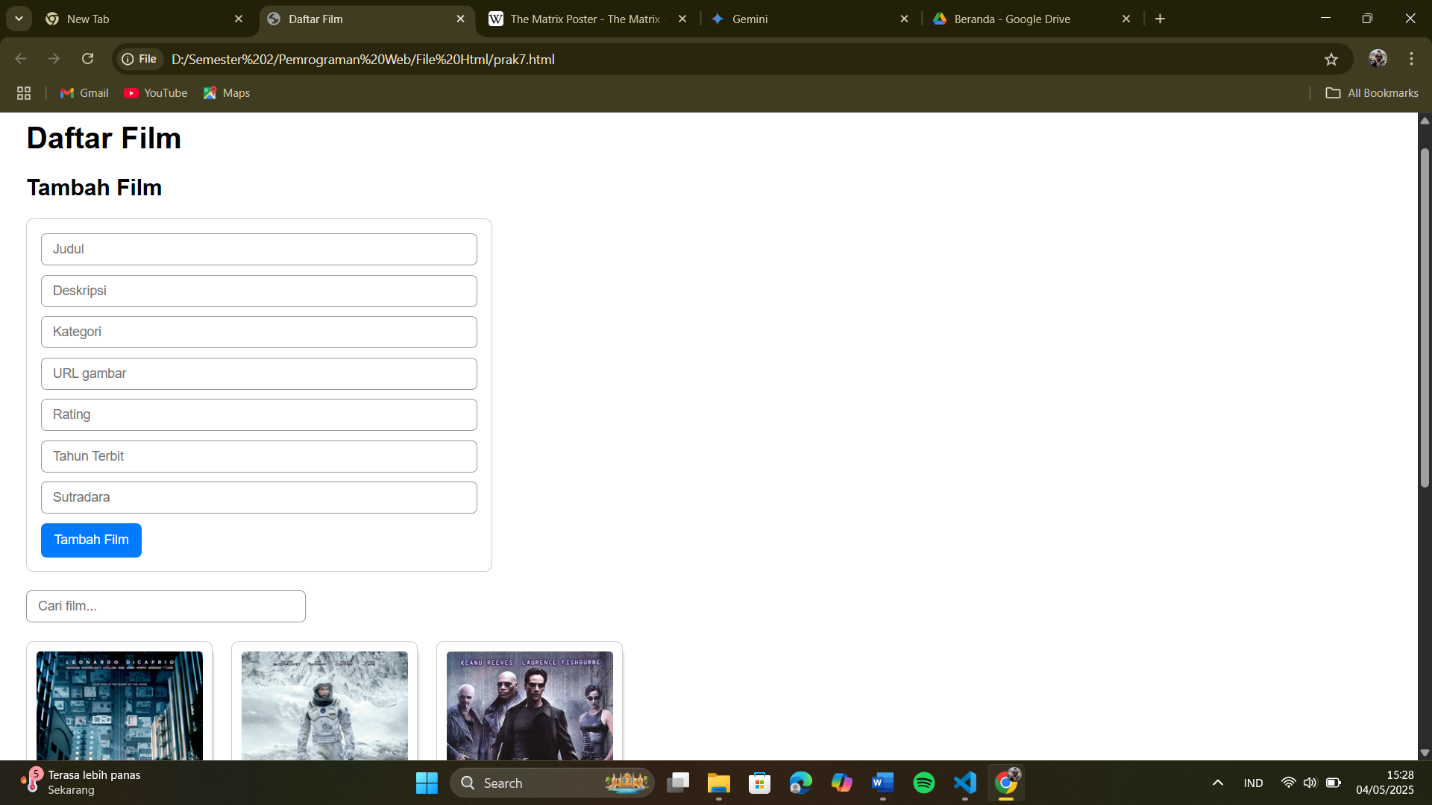 New Tab
Daftar Film
The Matrix Poster - The Matrix
Gemini
Beranda - Google Drive
File
D:/Semester%202/Pemrograman%20Web/File%20Html/prak7.html
Gmail
YouTube
Maps
All Bookmarks
Daftar Film
Tambah Film
Judul
Deskripsi
Kategori
URL gambar
Rating
Tahun Terbit
Sutradara
Tambah Film
Cari film...
LEONARDO DiCAPRIO
KEANU REEVES LAURENCE FISHBURNE
5
Terasa lebih panas
Sekarang
Search
IND
15:28
04/05/2025